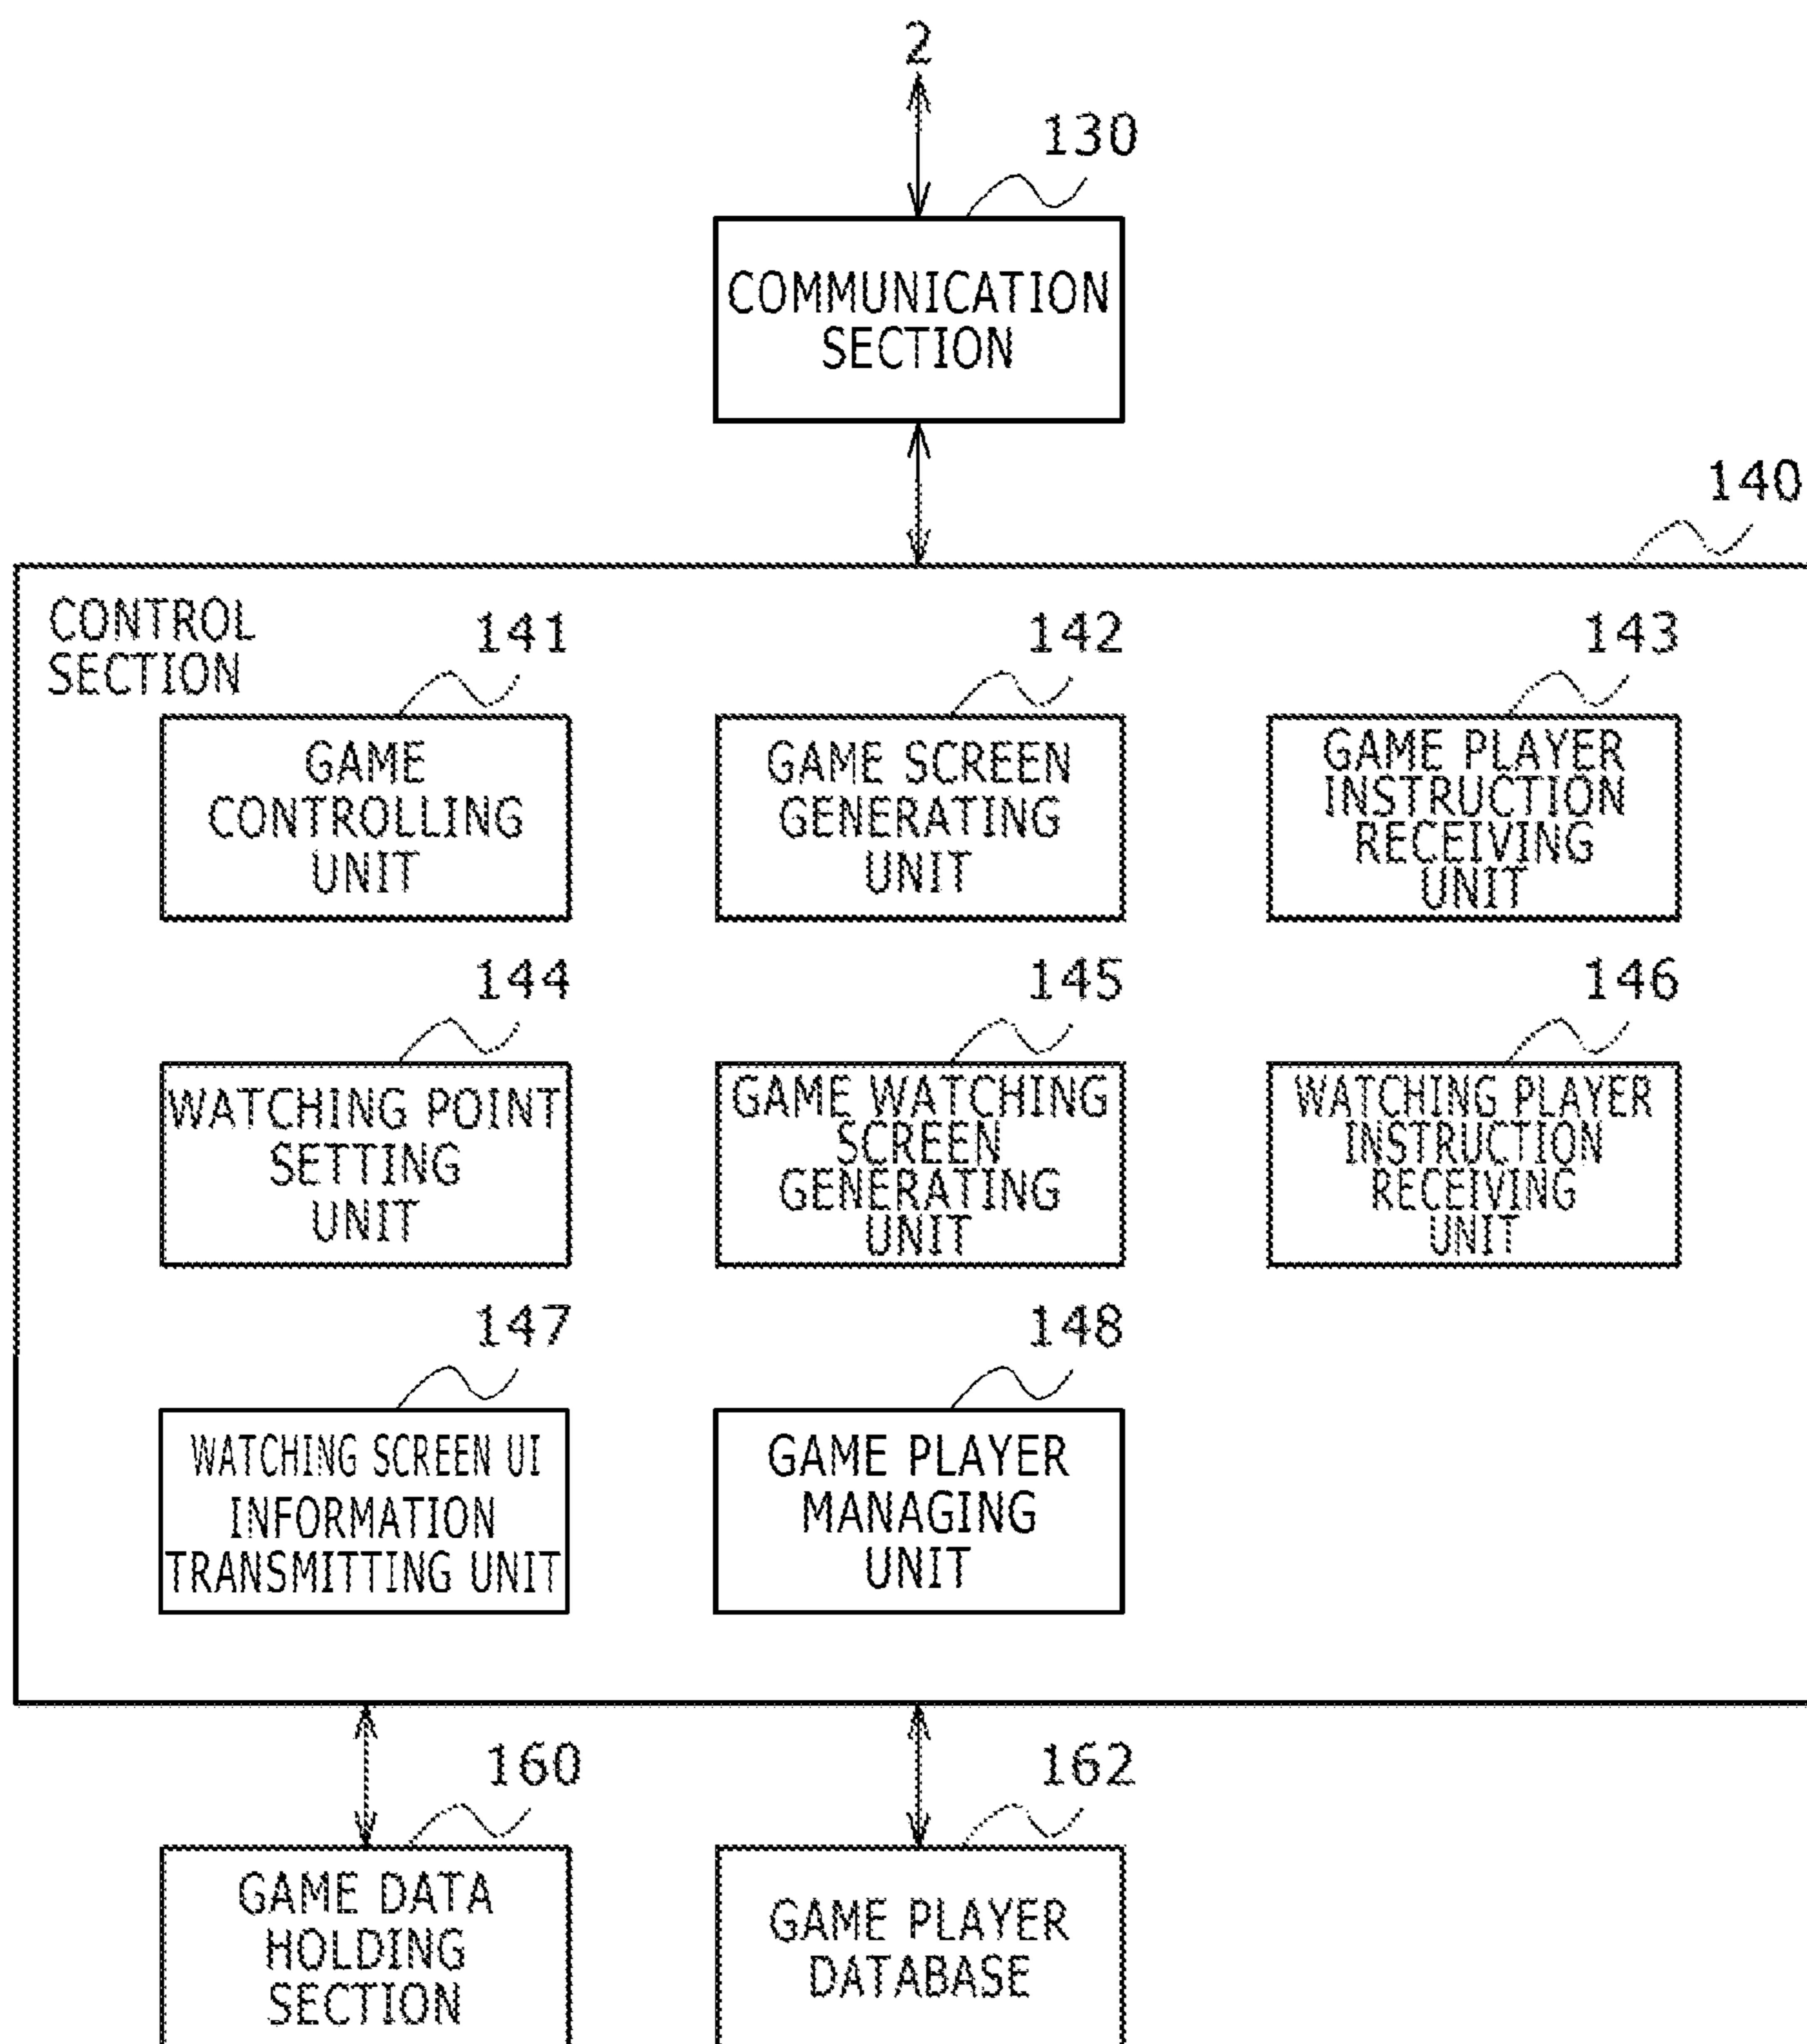 2
130
COMMUNICATION
SECTION
140
CONTROL
SECTION
141
142
143
GAME
CONTROLLING
UNIT
GAME SCREEN
GENERATING
UNIT
GAME PLAYER
INSTRUCTION
RECEIVING
UNIT
144
145
146
WATCHING POINT
SETTING
UNIT
GAME WATCHING
SCREEN
GENERATING
UNIT
WATCHING PLAYER
INSTRUCTION
RECEIVING
UNIT
147
148
WATCHING SCREEN UI
INFORMATION
TRANSMITTING UNIT
GAME PLAYER
MANAGING
UNIT
160
162
GAME DATA
HOLDING
SECTION
GAME PLAYER
DATABASE